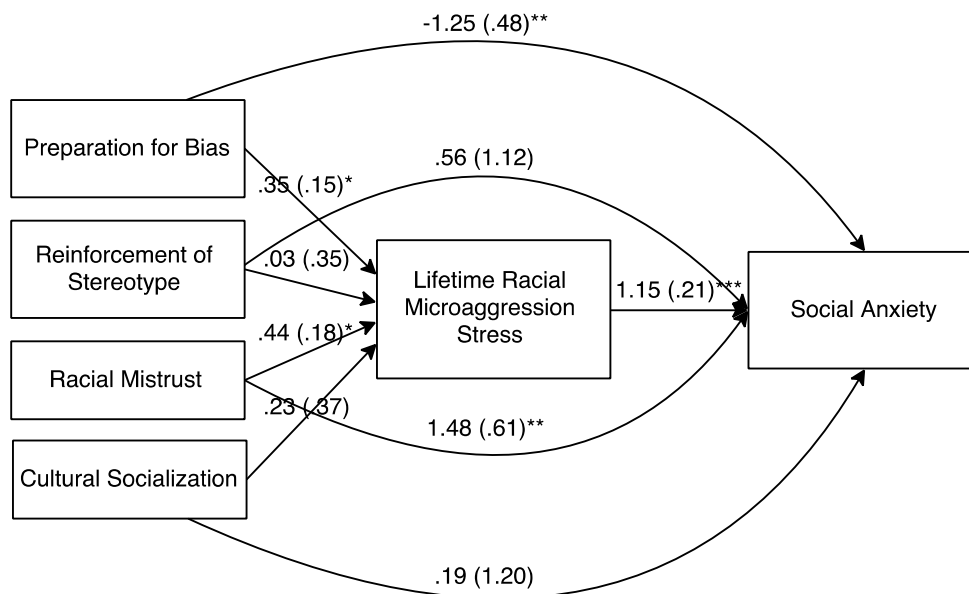 -1.25 (.48)**
Preparation for Bias
.56 (1.12)
.35 (.15)*
Reinforcement of
Stereotype
.03 (.35)
Lifetime Racial
Microaggression
Stress
1.15 (.21)***
Social Anxiety
.44 (.18)*
Racial Mistrust
.23 (.37)
1.48 (.61)**
Cultural Socialization
.19 (1.20)